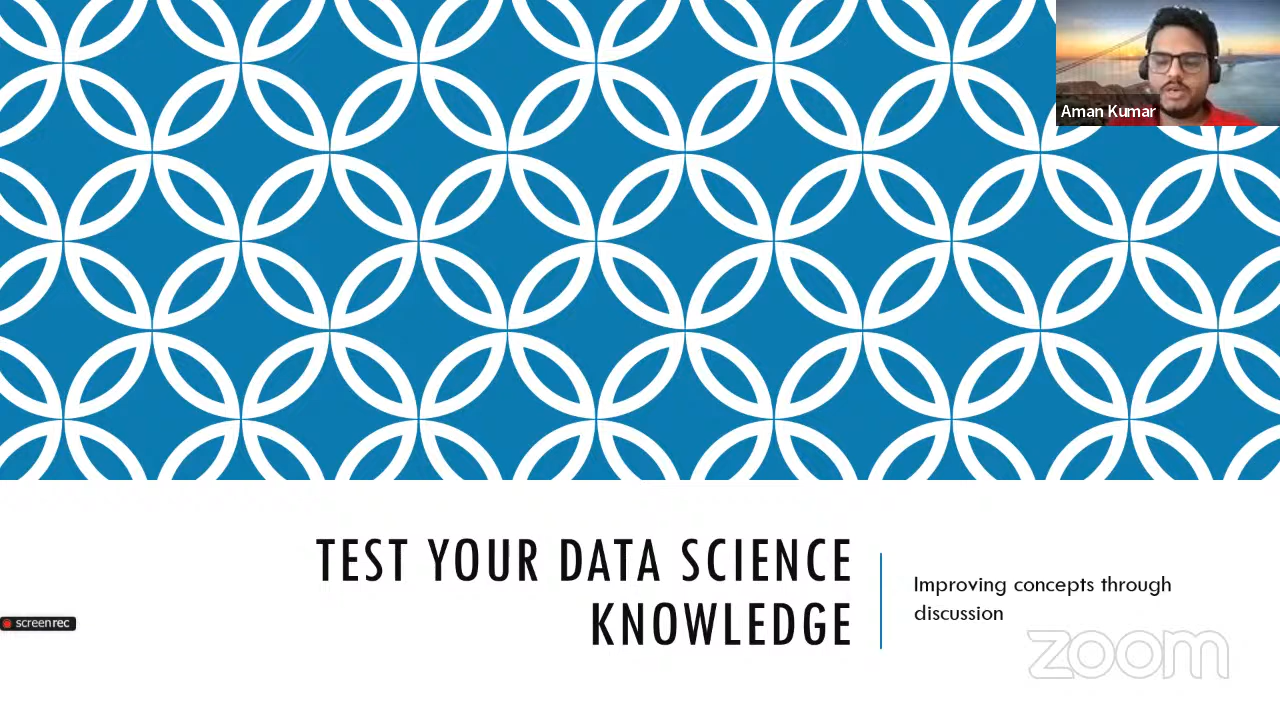 Aman Kumar
TEST YOUR DATA SCIENCE
KNOWLEDGE
Improving concepts through
discussion
screenrec
zoom